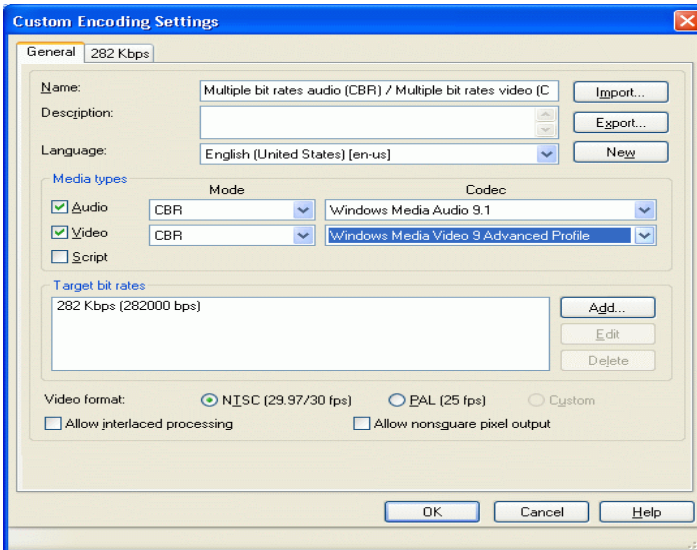 Custom Encoding Settings
General 282 Kbps
Name: Multiple bit rates audio (CBR) / Multiple bit rates video (C Import...
Description: Export...
Language: English (United States) [en-us] New
Media types
Mode Codec
Audio CBR Windows Media Audio 9.1
Video CBR Windows Media Video 9 Advanced Profile
Script
Target bit rates
282 Kbps (282000 bps) Add...
Edit
Delete
Video format: NTSC (29.97/30 fps) PAL (25 fps) Custom
Allow interlaced processing Allow nonsquare pixel output
OK Cancel Help